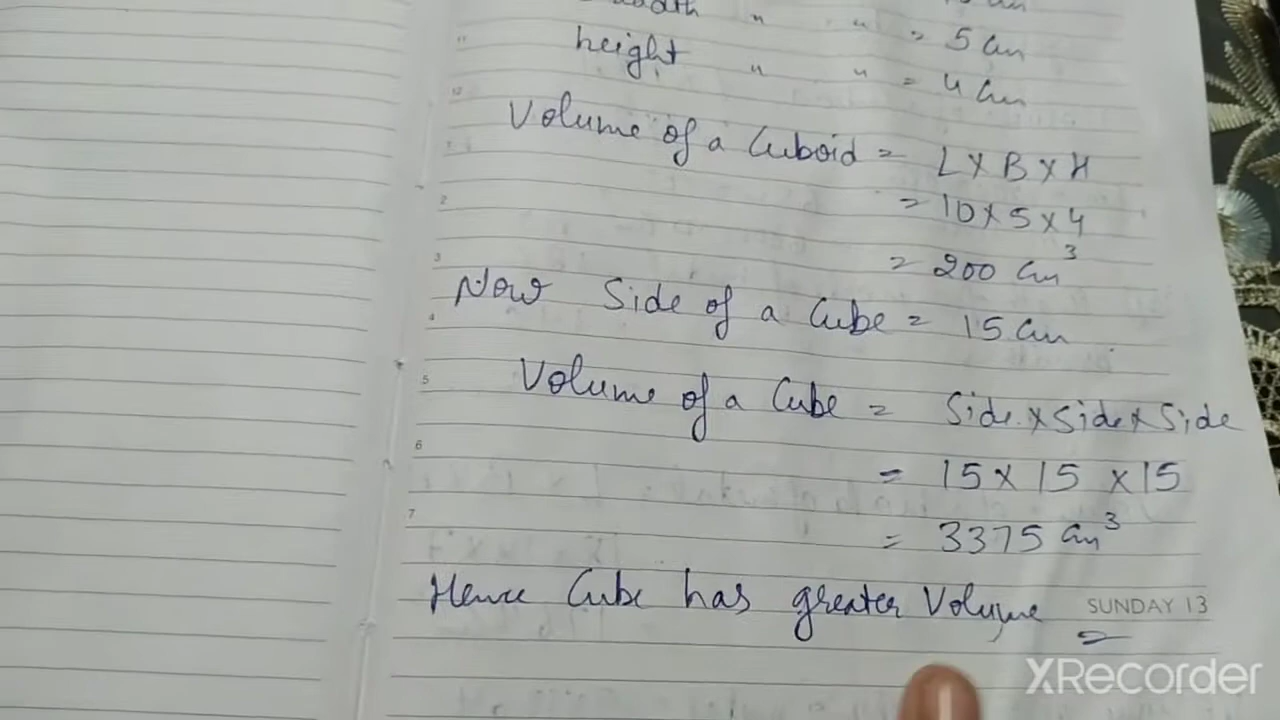 " " = 5 cm
height " " = 4 cm
Volume of a Cuboid = L x B x H
= 10 x 5 x 4
= 200 cm³
Now Side of a Cube = 15 cm
Volume of a Cube = Side x Side x Side
= 15 x 15 x 15
= 3375 cm³
Hence Cube has greater Volume
SUNDAY 13
XRecorder